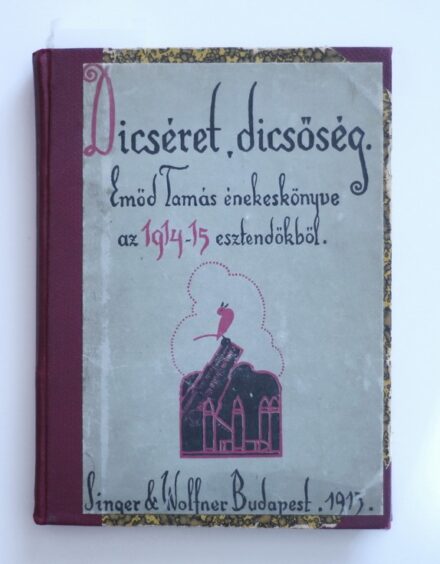 Dicséret, dicsőség.
Emőd Tamás énekeskönyve
az 1914-15 esztendőkből.
Singer & Wolfner Budapest. 1915.